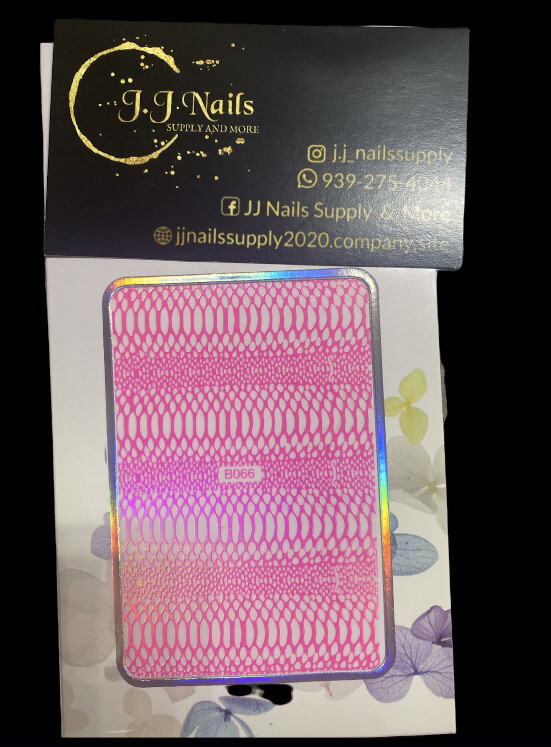 J.J. Nails
SUPPLY AND MORE
j.j_nailssupply
939-275-4044
JJ Nails Supply & More
jjnailssupply2020.company.site
B066